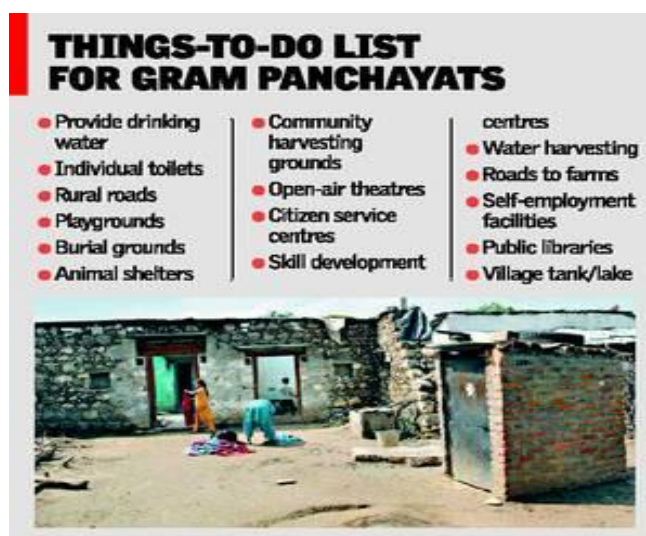 THINGS-TO-DO LIST
FOR GRAM PANCHAYATS
Provide drinking
water
Individual toilets
Rural roads
Playgrounds
Burial grounds
Animal shelters
Community
harvesting
grounds
Open-air theatres
Citizen service
centres
Skill development
centres
Water harvesting
Roads to farms
Self-employment
facilities
Public libraries
Village tank/lake